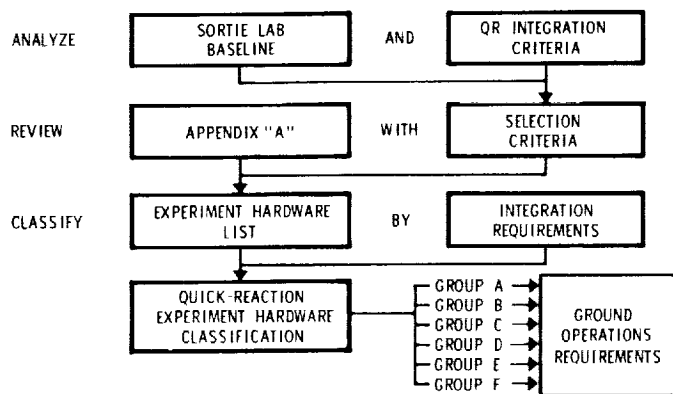 ANALYZE
SORTIE LAB
BASELINE
AND
QR INTEGRATION
CRITERIA
REVIEW
APPENDIX "A"
WITH
SELECTION
CRITERIA
CLASSIFY
EXPERIMENT HARDWARE
LIST
BY
INTEGRATION
REQUIREMENTS
QUICK-REACTION
EXPERIMENT HARDWARE
CLASSIFICATION
GROUP A
GROUP B
GROUP C
GROUP D
GROUP E
GROUP F
GROUND
OPERATIONS
REQUIREMENTS